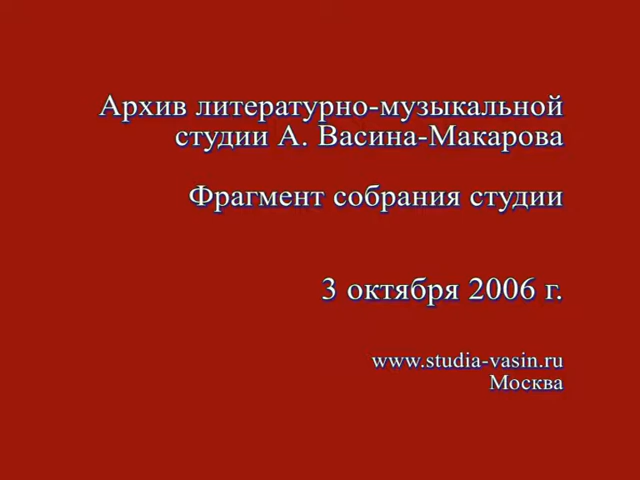 Архив литературно-музыкальной
студии А. Васина-Макарова
Фрагмент собрания студии
3 октября 2006 г.
www.studia-vasin.ru
Москва